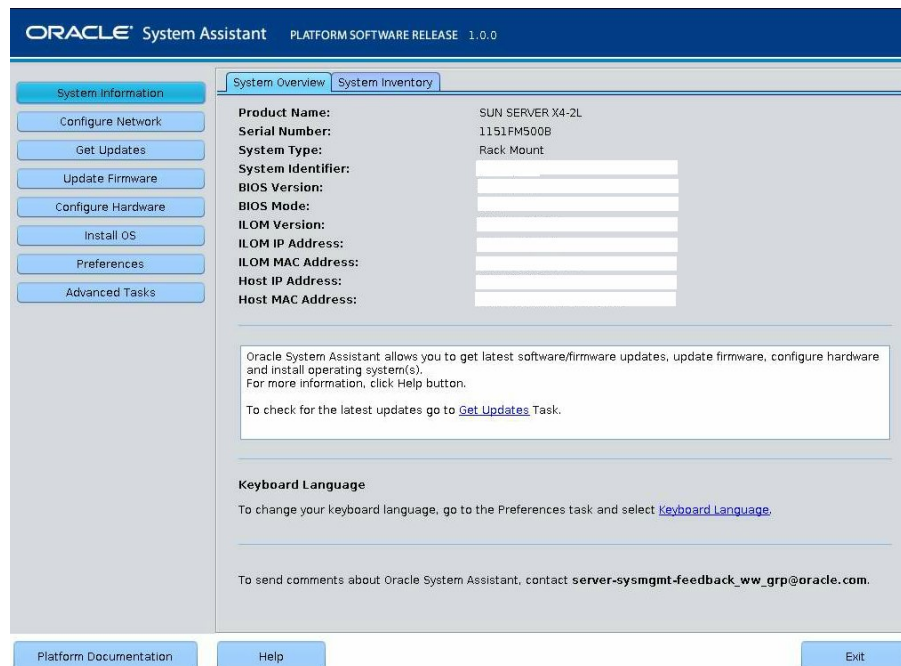 ORACLE System Assistant PLATFORM SOFTWARE RELEASE 1.0.0
System Information
Configure Network
Get Updates
Update Firmware
Configure Hardware
Install OS
Preferences
Advanced Tasks
System Overview System Inventory
Product Name: SUN SERVER X4-2L
Serial Number: 1151FM500B
System Type: Rack Mount
System Identifier:
BIOS Version:
BIOS Mode:
ILOM Version:
ILOM IP Address:
ILOM MAC Address:
Host IP Address:
Host MAC Address:
Oracle System Assistant allows you to get latest software/firmware updates, update firmware, configure hardware
and install operating system(s).
For more information, click Help button.
To check for the latest updates go to Get Updates Task.
Keyboard Language
To change your keyboard language, go to the Preferences task and select Keyboard Language.
To send comments about Oracle System Assistant, contact server-sysmgmt-feedback_ww_grp@oracle.com.
Platform Documentation Help Exit